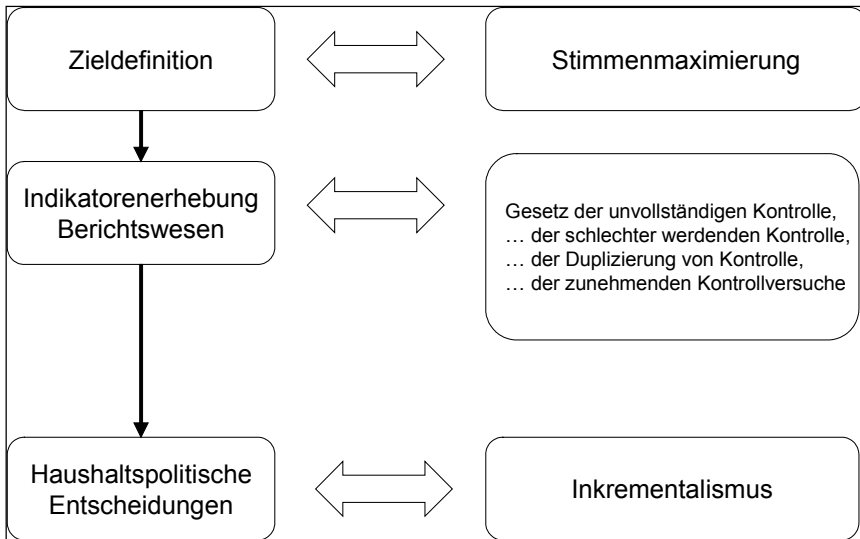 Zieldefinition
Stimmenmaximierung
Indikatorenerhebung
Berichtswesen
Gesetz der unvollständigen Kontrolle,
… der schlechter werdenden Kontrolle,
… der Duplizierung von Kontrolle,
… der zunehmenden Kontrollversuche
Haushaltspolitische
Entscheidungen
Inkrementalismus